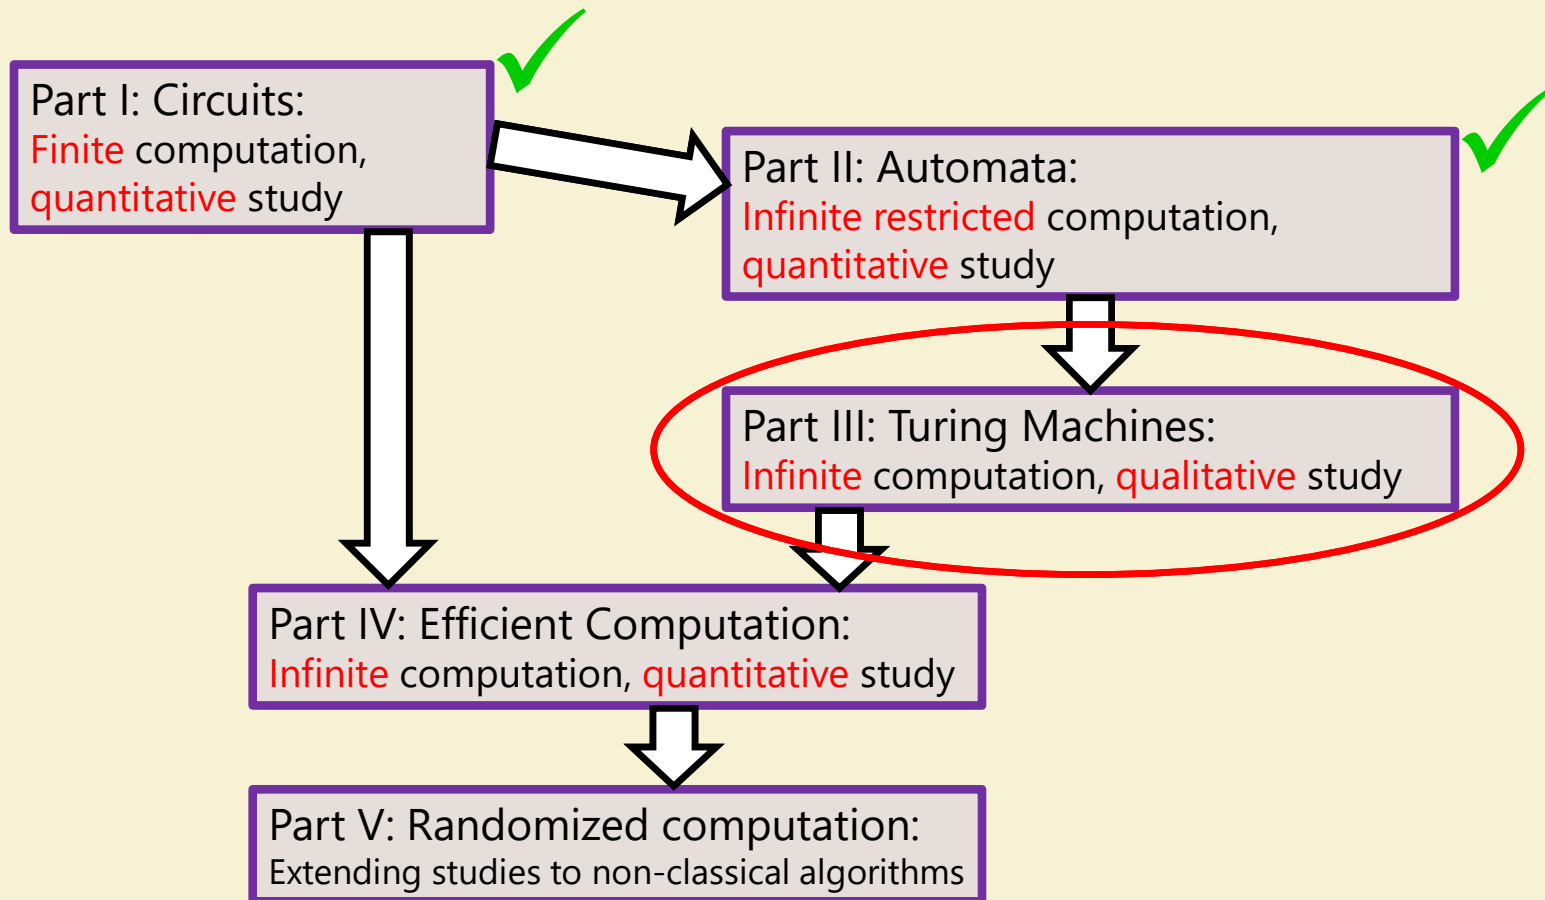 Part I: Circuits:
Finite computation,
quantitative study
Part II: Automata:
Infinite restricted computation,
quantitative study
Part III: Turing Machines:
Infinite computation, qualitative study
Part IV: Efficient Computation:
Infinite computation, quantitative study
Part V: Randomized computation:
Extending studies to non-classical algorithms